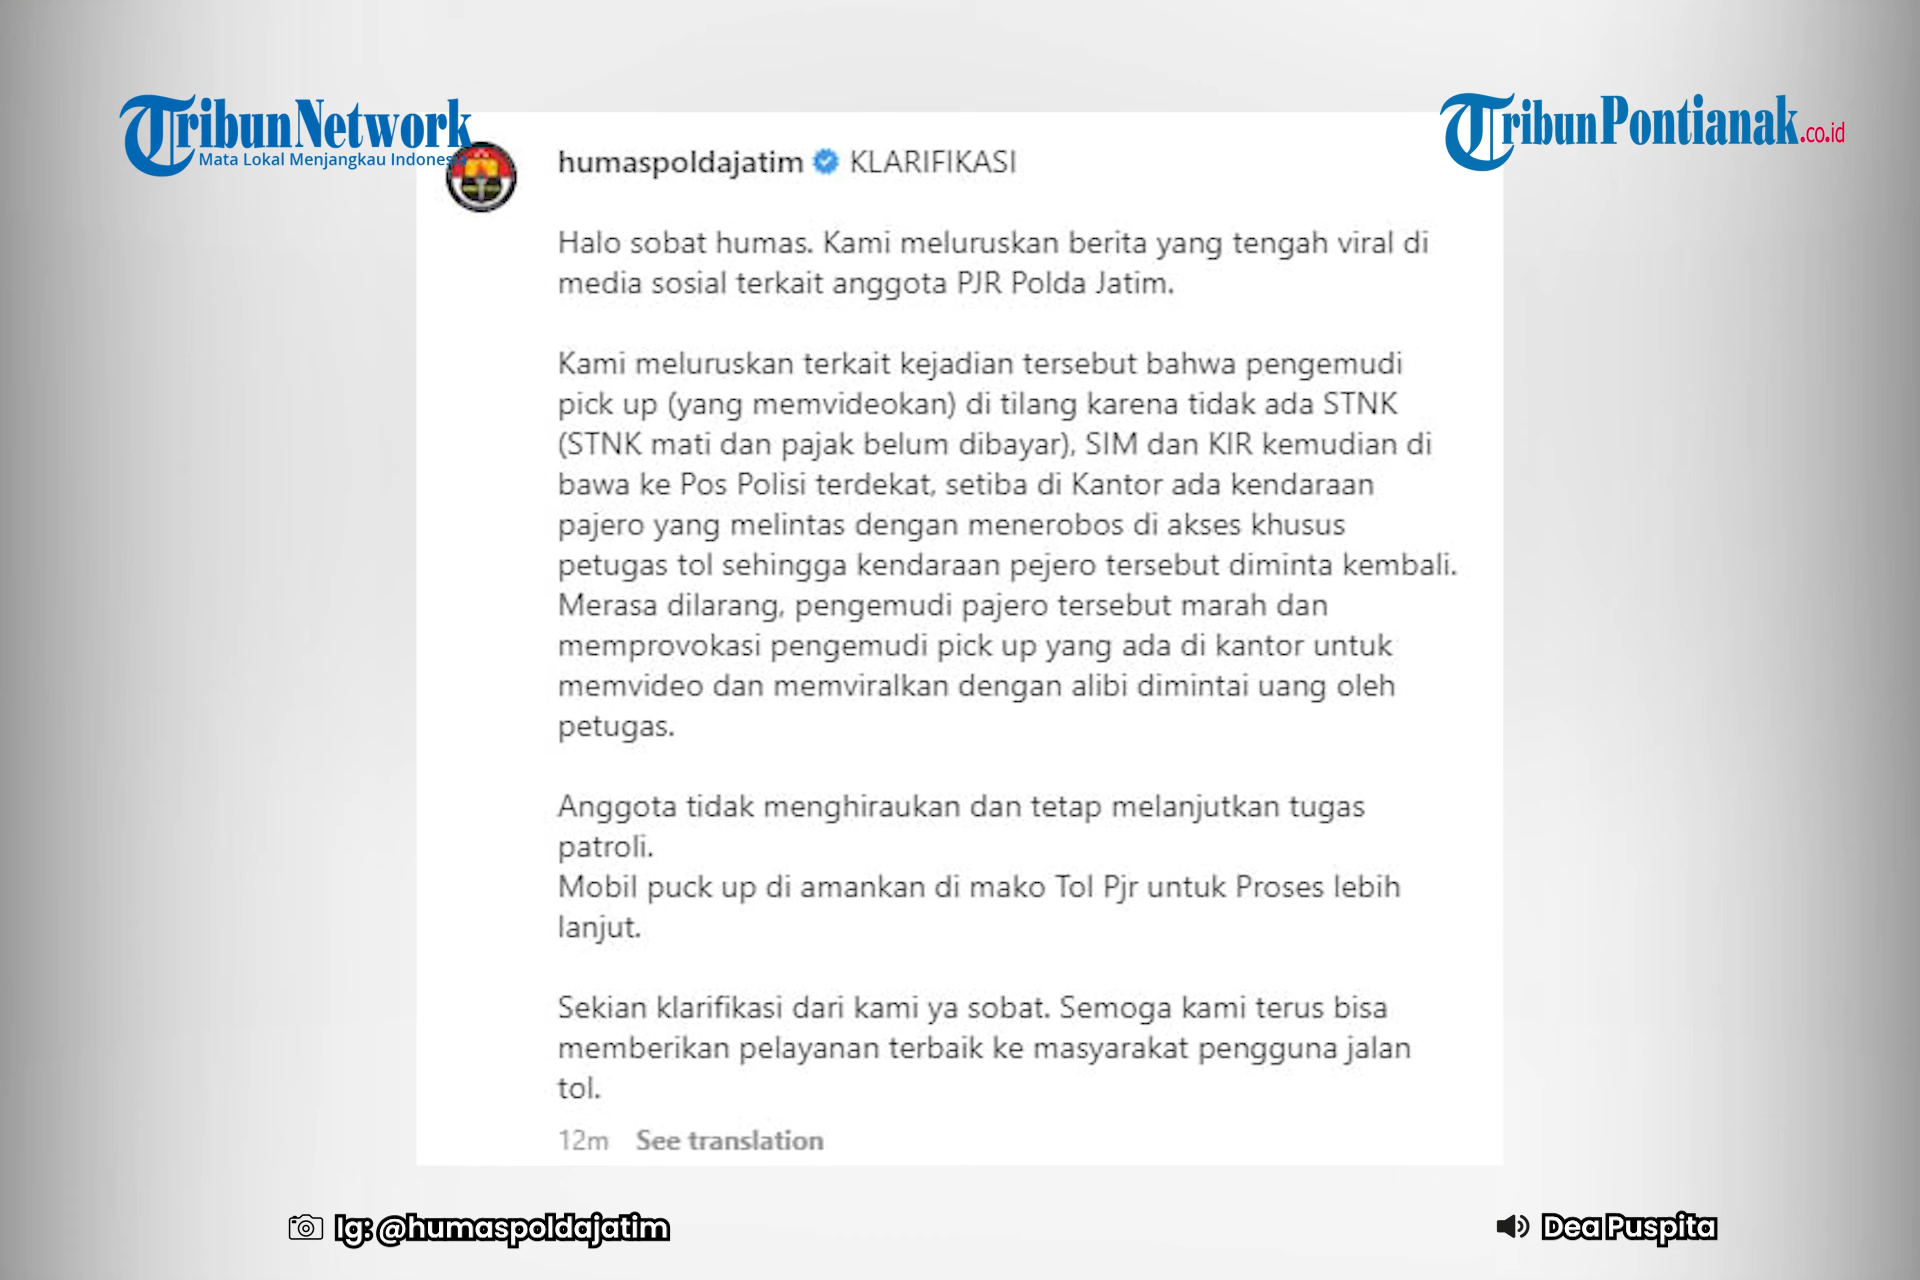 TribunNetwork
Mata Lokal Menjangkau Indonesia
TribunPontianak.co.id
humaspoldajatim KLARIFIKASI
Halo sobat humas. Kami meluruskan berita yang tengah viral di
media sosial terkait anggota PJR Polda Jatim.
Kami meluruskan terkait kejadian tersebut bahwa pengemudi
pick up (yang memvideokan) di tilang karena tidak ada STNK
(STNK mati dan pajak belum dibayar), SIM dan KIR kemudian di
bawa ke Pos Polisi terdekat, setiba di Kantor ada kendaraan
pajero yang melintas dengan menerobos di akses khusus
petugas tol sehingga kendaraan pejero tersebut diminta kembali.
Merasa dilarang, pengemudi pajero tersebut marah dan
memprovokasi pengemudi pick up yang ada di kantor untuk
memvideo dan memviralkan dengan alibi dimintai uang oleh
petugas.
Anggota tidak menghiraukan dan tetap melanjutkan tugas
patroli.
Mobil puck up di amankan di mako Tol Pjr untuk Proses lebih
lanjut.
Sekian klarifikasi dari kami ya sobat. Semoga kami terus bisa
memberikan pelayanan terbaik ke masyarakat pengguna jalan
tol.
12m See translation
Ig: @humaspoldajatim
Dea Puspita